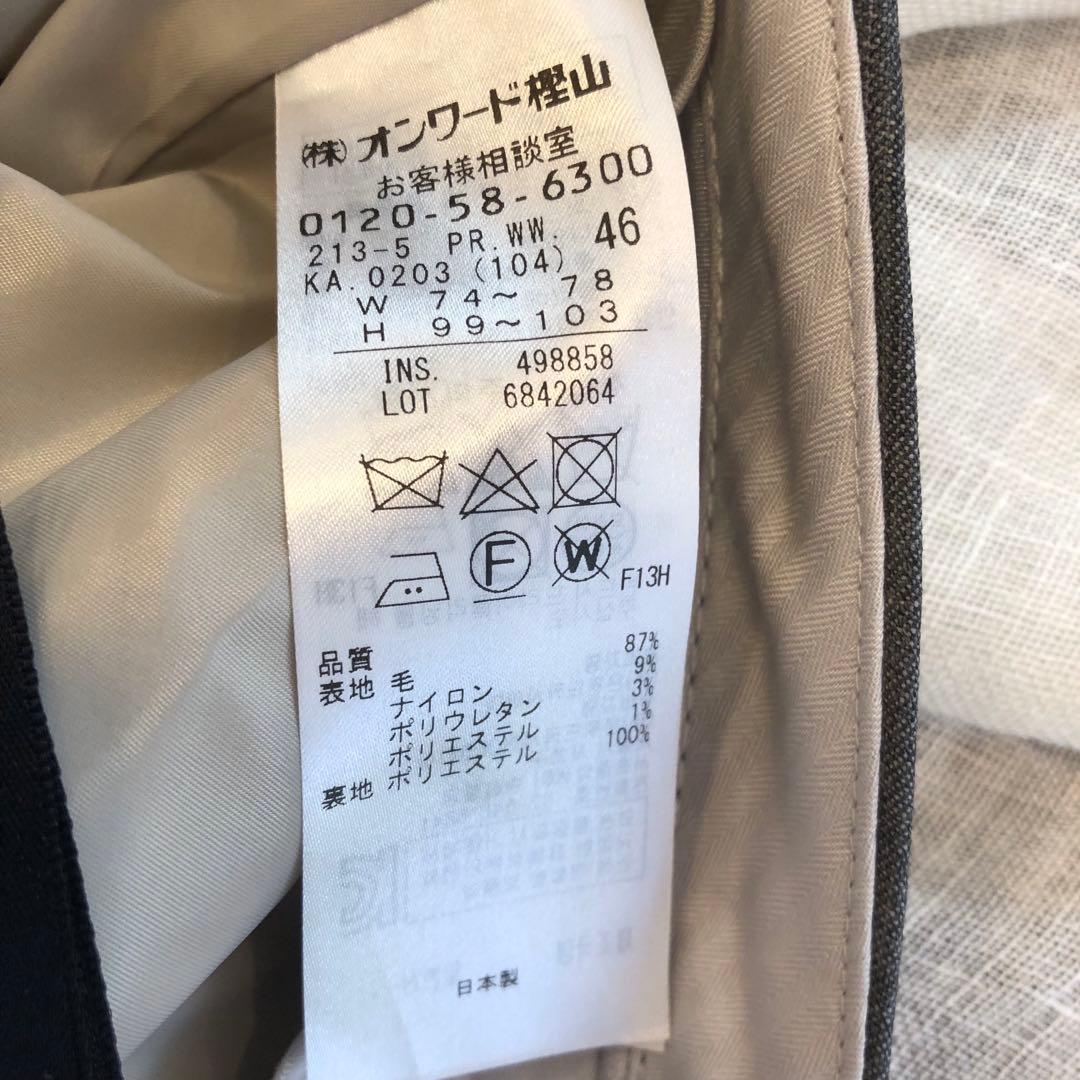 (株)オンワード樫山
お客様相談室
0120-58-6300
213-5 PR.WW. 46
KA.0203(104)
W 74～ 78
H 99～103
INS. 498858
LOT 6842064
F W F13H
品質
表地 毛 87%
ナイロン 9%
ポリウレタン 3%
ポリエステル 1%
裏地 ポリエステル 100%
日本製